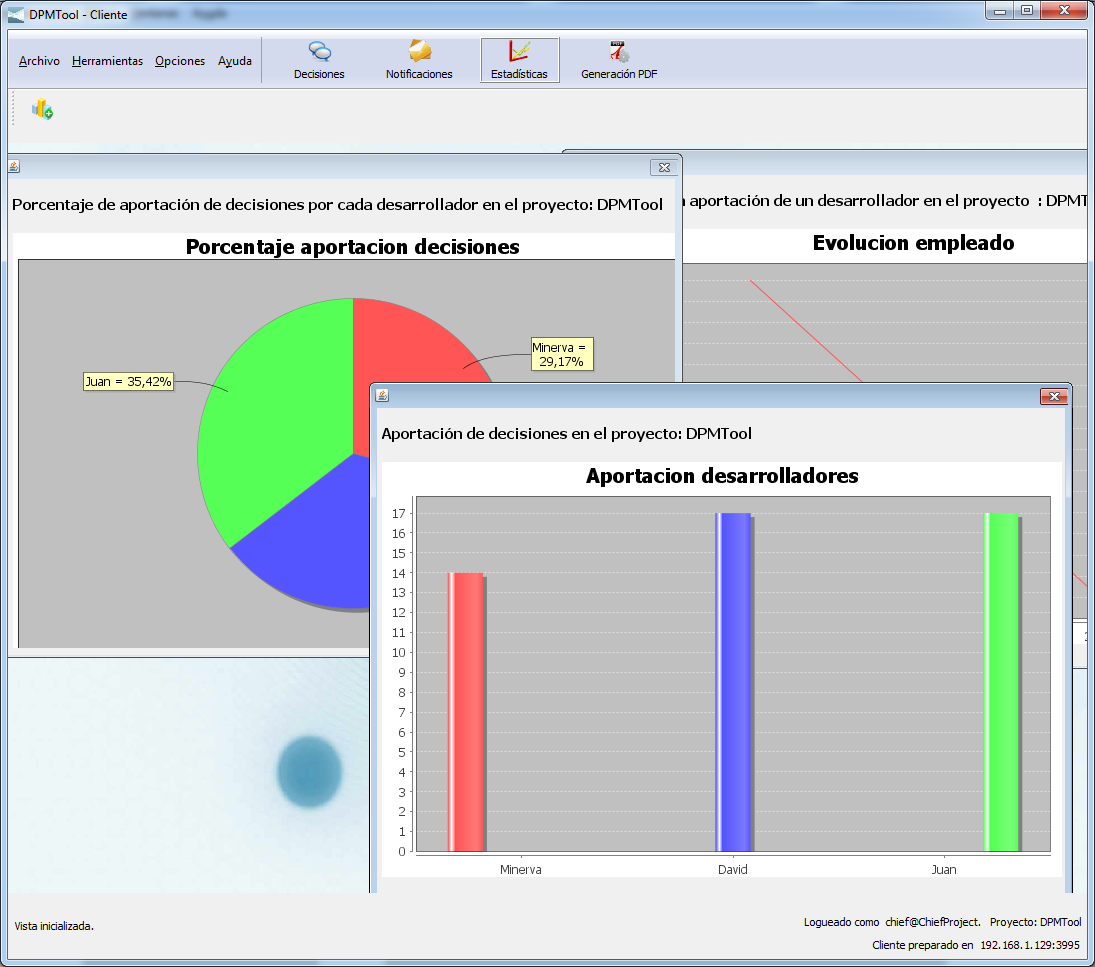 DPMTool - Cliente
Archivo Herramientas Opciones Ayuda
Decisiones Notificaciones Estadísticas Generación PDF
Porcentaje de aportación de decisiones por cada desarrollador en el proyecto: DPMTool
Porcentaje aportacion decisiones
Minerva =
29,17%
Juan = 35,42%
aportación de un desarrollador en el proyecto : DPMT
Evolucion empleado
Aportación de decisiones en el proyecto: DPMTool
Aportacion desarrolladores
17
16
15
14
13
12
11
10
9
8
7
6
5
4
3
2
1
0
Minerva David Juan
Vista inicializada.
Logueado como chief@ChiefProject. Proyecto: DPMTool
Cliente preparado en 192.168.1.129:3995